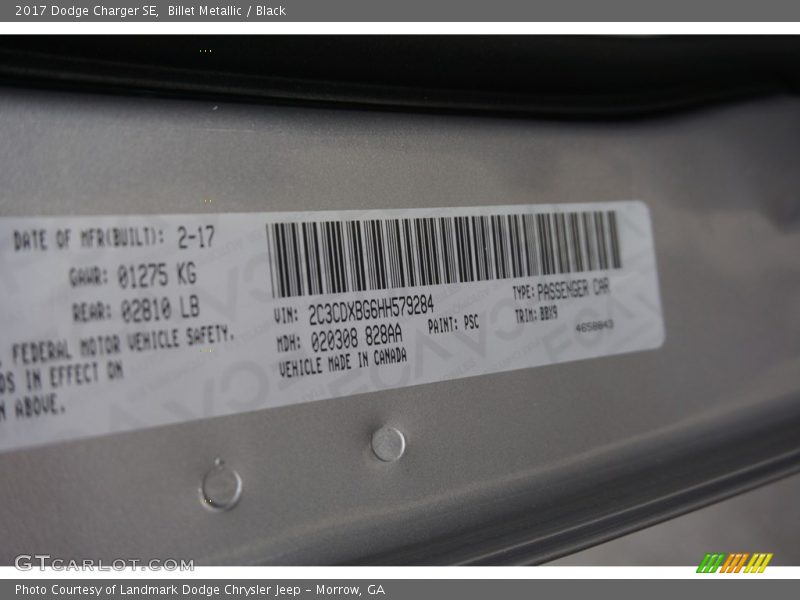 2017 Dodge Charger SE, Billet Metallic / Black
DATE OF MFR(BUILT): 2-17
GAWR: 01275 KG
REAR: 02810 LB
FEDERAL MOTOR VEHICLE SAFETY.
DS IN EFFECT ON
N ABOVE.
VIN: 2C3CDXBG6HH579284
TYPE: PASSENGER CAR
MDH: 020308 828AA
PAINT: PSC
TRIM: BBX9
VEHICLE MADE IN CANADA
4658843
GTCARLOT.COM
Photo Courtesy of Landmark Dodge Chrysler Jeep – Morrow, GA